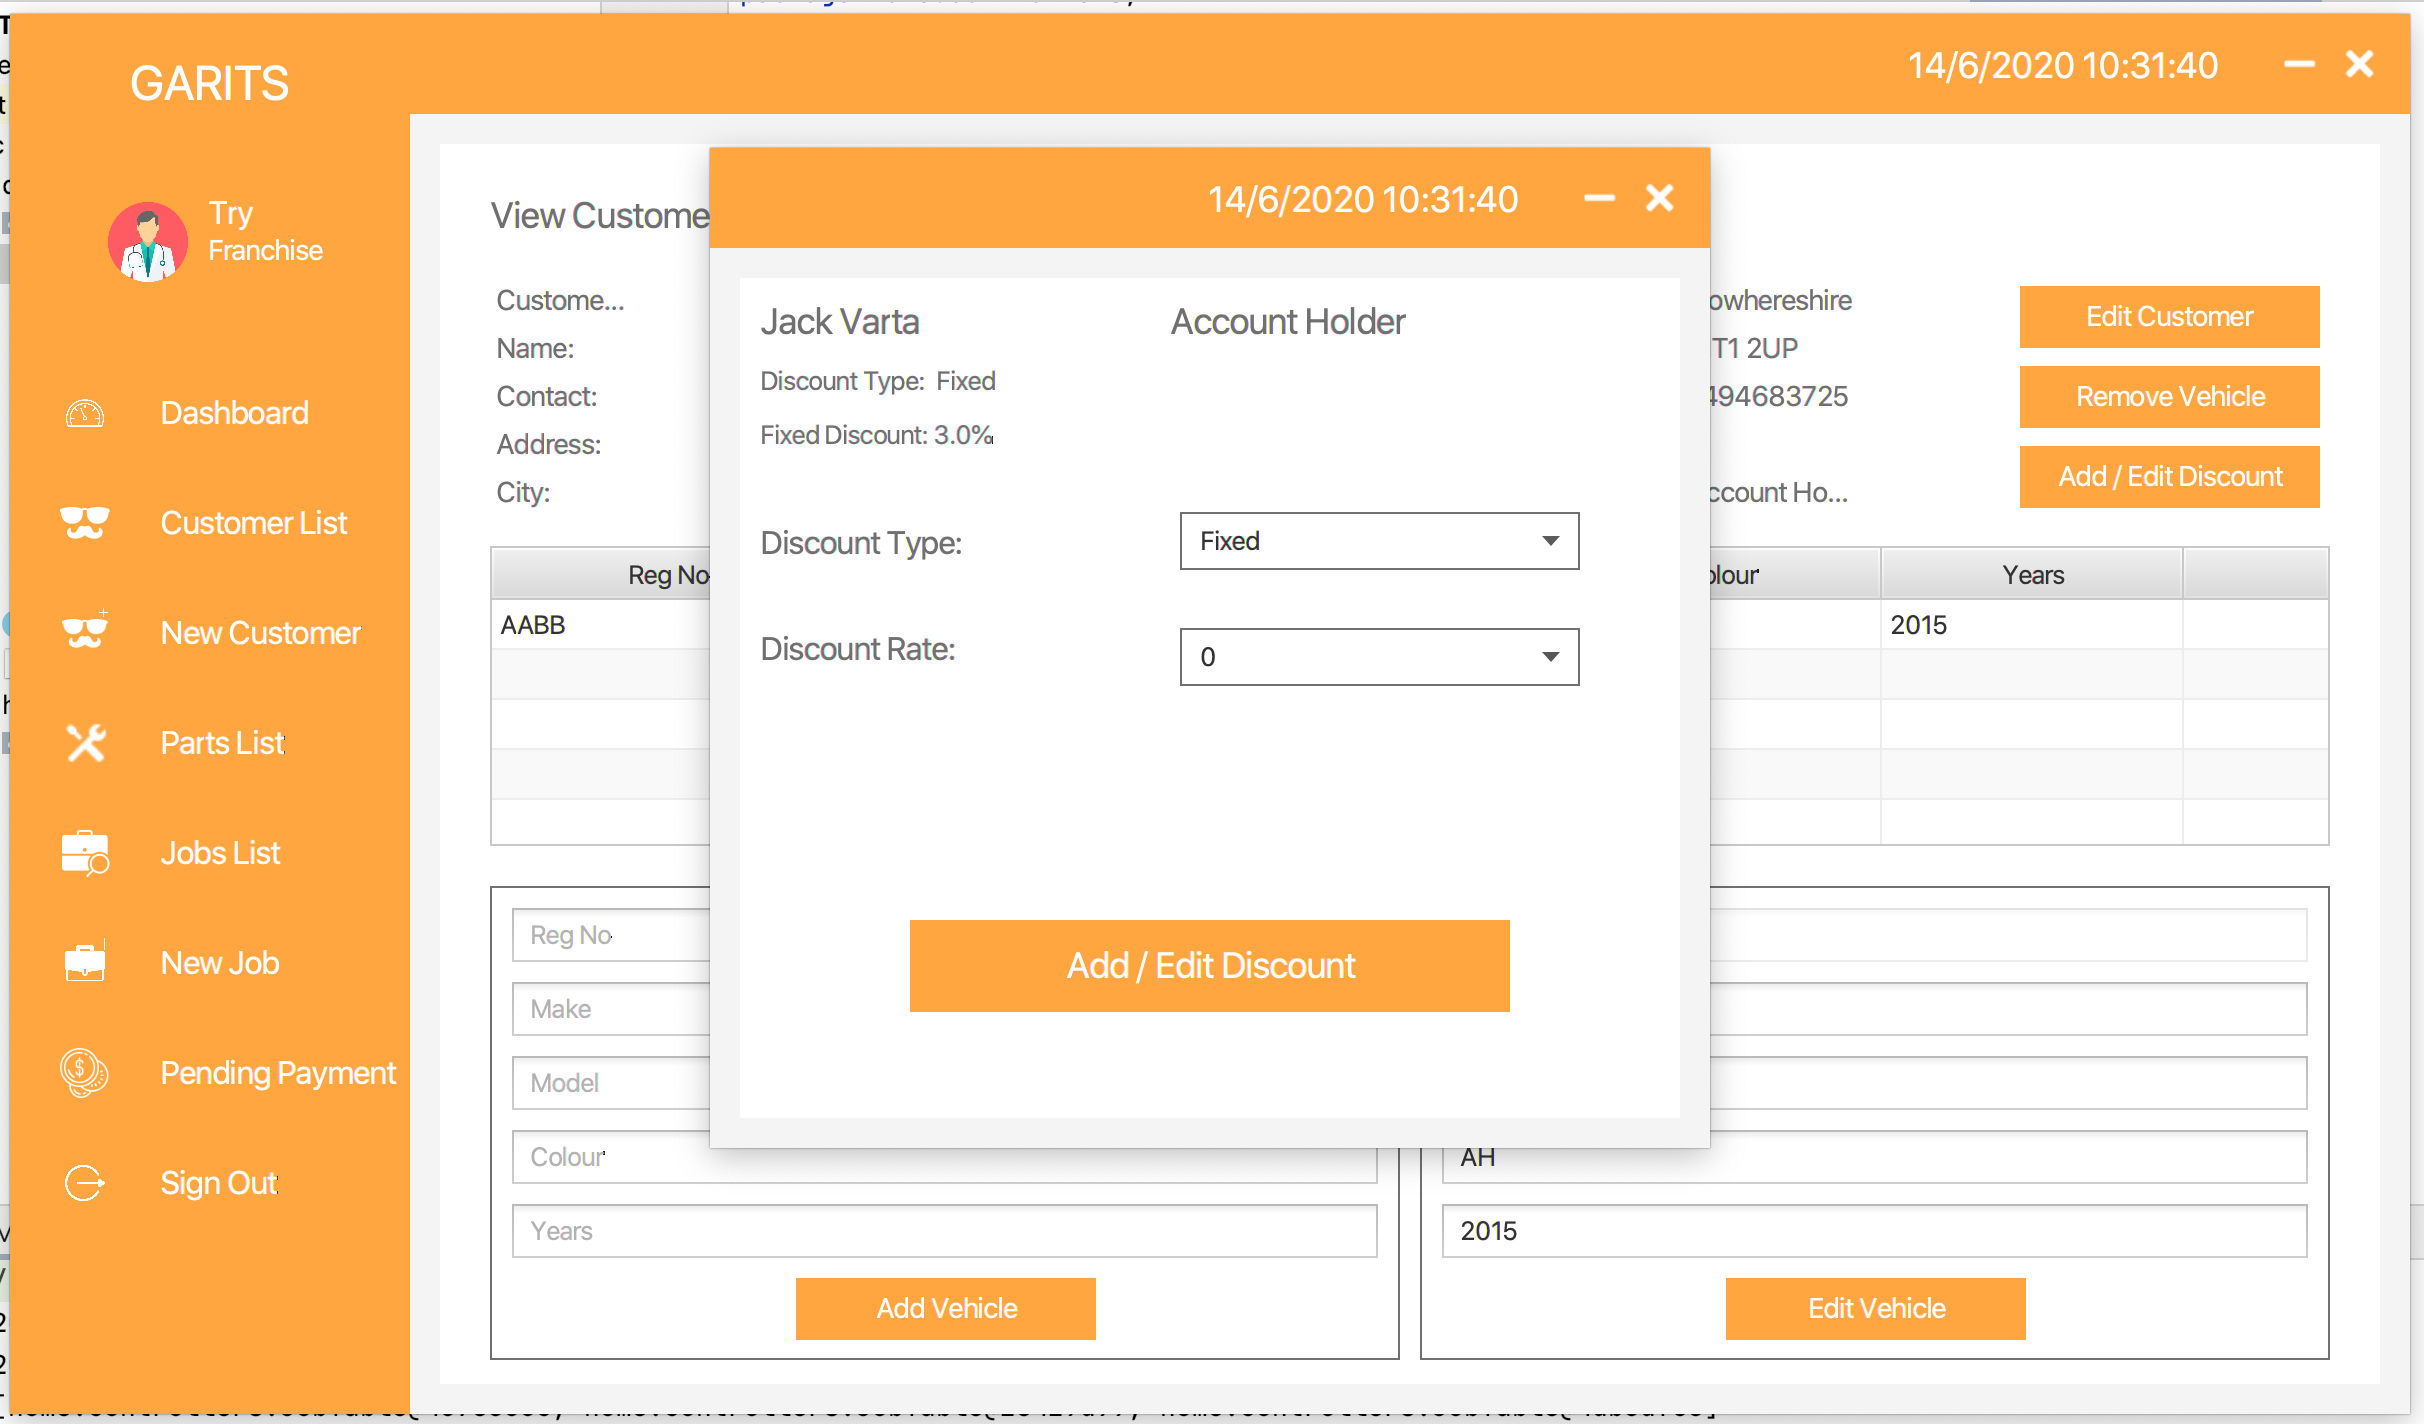 GARITS
14/6/2020 10:31:40
Try
Franchise
Dashboard
Customer List
New Customer
Parts List
Jobs List
New Job
Pending Payment
Sign Out
View Custome
Custome...
Name:
Contact:
Address:
City:
owhereshire
T1 2UP
494683725
ccount Ho...
Edit Customer
Remove Vehicle
Add / Edit Discount
Reg No
olour
Years
AABB
2015
14/6/2020 10:31:40
Jack Varta
Account Holder
Discount Type: Fixed
Fixed Discount: 3.0%
Discount Type:
Fixed
Discount Rate:
0
Add / Edit Discount
Reg No
Make
Model
Colour
Years
Add Vehicle
AH
2015
Edit Vehicle